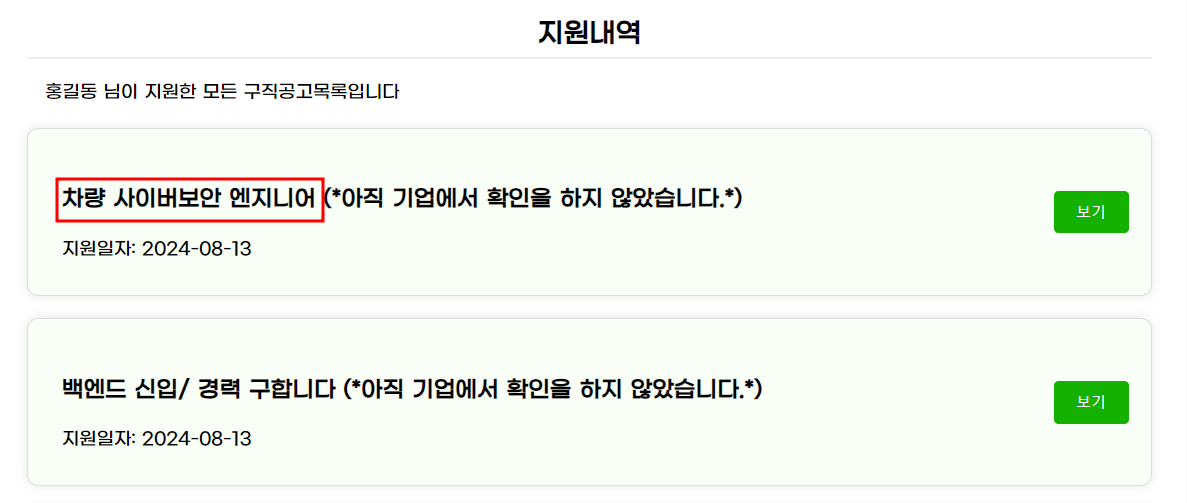 지원내역
홍길동 님이 지원한 모든 구직공고목록입니다
차량 사이버보안 엔지니어 (*아직 기업에서 확인을 하지 않았습니다.*)
보기
지원일자: 2024-08-13
백엔드 신입/ 경력 구합니다 (*아직 기업에서 확인을 하지 않았습니다.*)
보기
지원일자: 2024-08-13